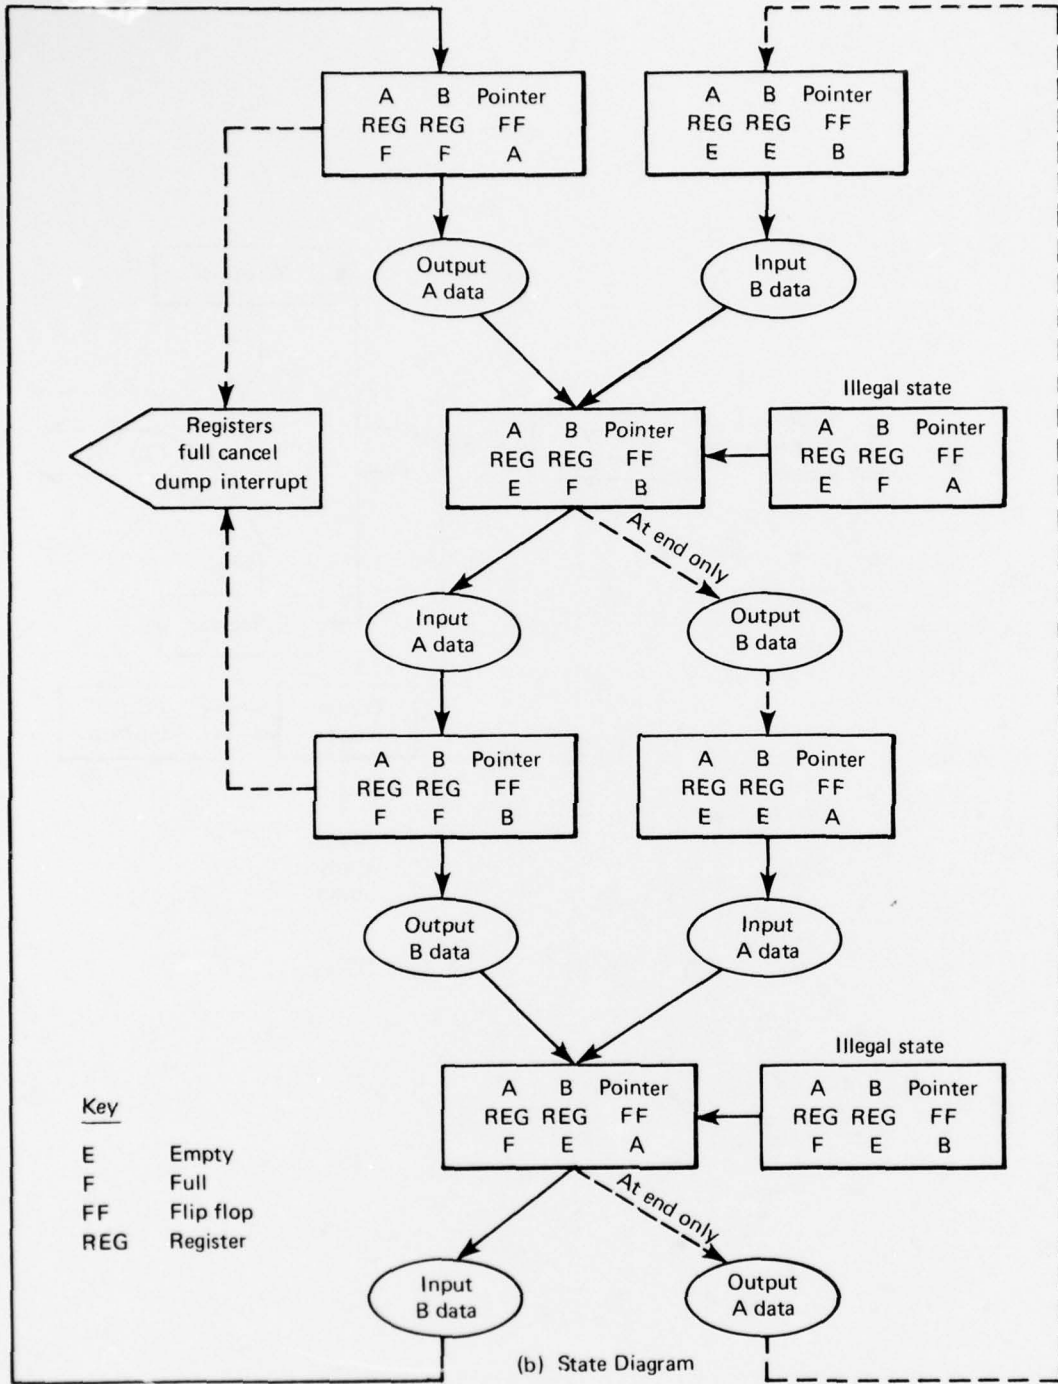 A B Pointer
REG REG FF
F F A
A B Pointer
REG REG FF
E E B
Output
A data
Input
B data
Registers
full cancel
dump interrupt
A B Pointer
REG REG FF
E F B
Illegal state
A B Pointer
REG REG FF
E F A
At end only
Input
A data
Output
B data
A B Pointer
REG REG FF
F F B
A B Pointer
REG REG FF
E E A
Output
B data
Input
A data
A B Pointer
REG REG FF
F E A
Illegal state
A B Pointer
REG REG FF
F E B
At end only
Key
E Empty
F Full
FF Flip flop
REG Register
Input
B data
Output
A data
(b) State Diagram